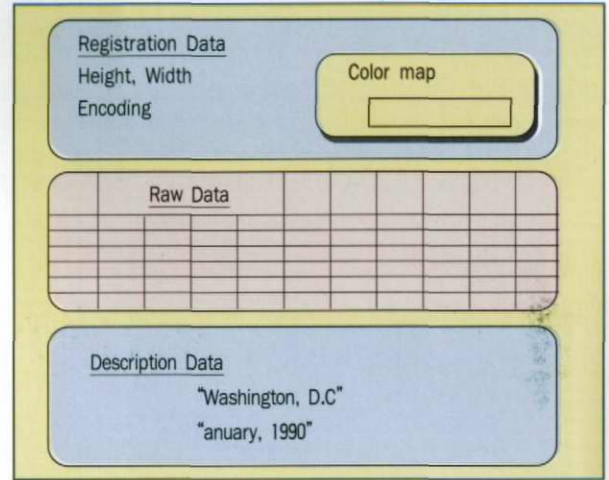 Registration Data
Height, Width
Encoding
Color map
Raw Data
Description Data
"Washington, D.C"
"anuary, 1990"